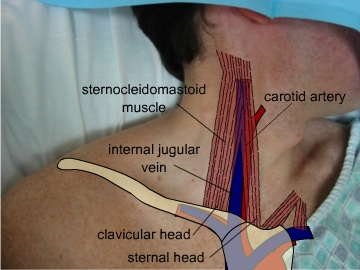 sternocleidomastoid
muscle
carotid artery
internal jugular
vein
clavicular head
sternal head